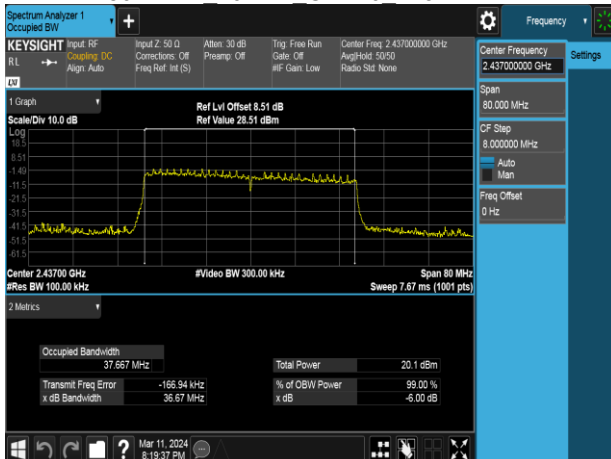 Spectrum Analyzer 1
Occupied BW
Frequency
KEYSIGHT
RL
LXI
Input: RF
Coupling: DC
Align: Auto
Input Z: 50 Ω
Corrections: Off
Freq Ref: Int (S)
Atten: 30 dB
Preamp: Off
Trig: Free Run
Gate: Off
#IF Gain: Low
Center Freq: 2.437000000 GHz
Avg|Hold: 50/50
Radio Std: None
Center Frequency
2.437000000 GHz
Settings
Span
80.000 MHz
CF Step
8.000000 MHz
Auto
Man
Freq Offset
0 Hz
1 Graph
Scale/Div 10.0 dB
Ref Lvl Offset 8.51 dB
Ref Value 28.51 dBm
Log
18.5
8.51
-1.49
-11.5
-21.5
-31.5
-41.5
-51.5
-61.5
Center 2.43700 GHz
#Video BW 300.00 kHz
Span 80 MHz
#Res BW 100.00 kHz
Sweep 7.67 ms (1001 pts)
2 Metrics
Occupied Bandwidth
37.667 MHz
Total Power 20.1 dBm
Transmit Freq Error -166.94 kHz
% of OBW Power 99.00 %
x dB Bandwidth 36.67 MHz
x dB -6.00 dB
?
Mar 11, 2024
8:19:37 PM